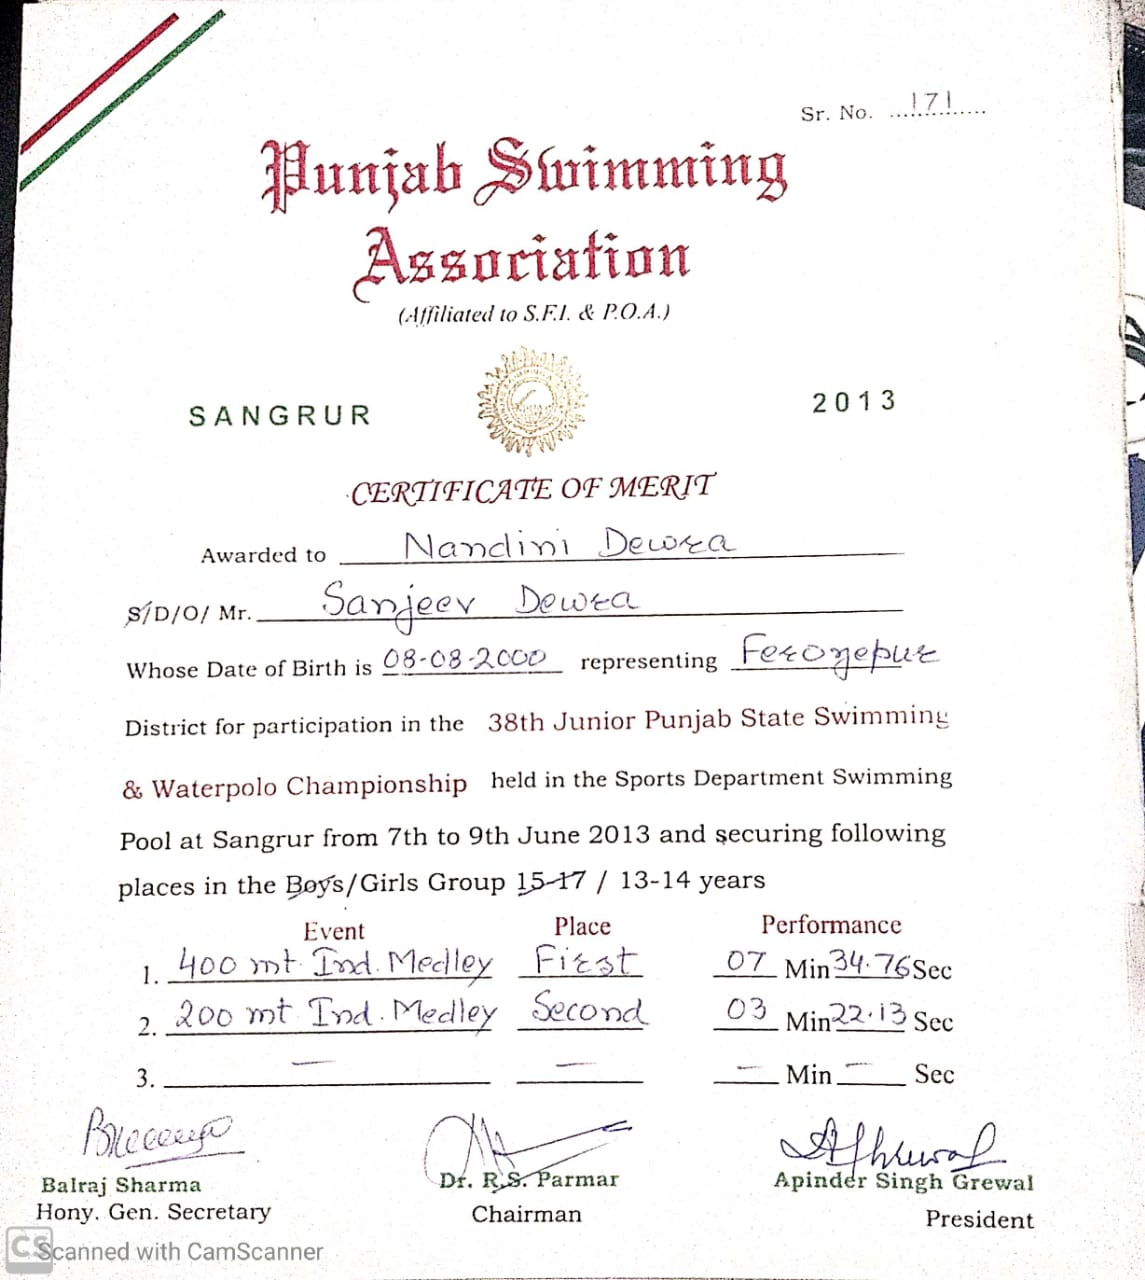 Sr. No. ....171.......
Punjab Swimming
Association
(Affiliated to S.F.I. & P.O.A.)
SANGRUR 2013
CERTIFICATE OF MERIT
Awarded to Nandini Dewra
S/D/O/ Mr. Sanjeev Dewra
Whose Date of Birth is 08-08-2000 representing Ferozepur
District for participation in the 38th Junior Punjab State Swimming
& Waterpolo Championship held in the Sports Department Swimming
Pool at Sangrur from 7th to 9th June 2013 and securing following
places in the Boys/Girls Group 15-17 / 13-14 years
Event Place Performance
1. 400 mt Ind. Medley First 07 Min 34.76 Sec
2. 200 mt Ind. Medley Second 03 Min 22.13 Sec
3. — — — Min — Sec
Balraj Sharma Dr. R.S. Parmar Apinder Singh Grewal
Hony. Gen. Secretary Chairman President
CS Scanned with CamScanner